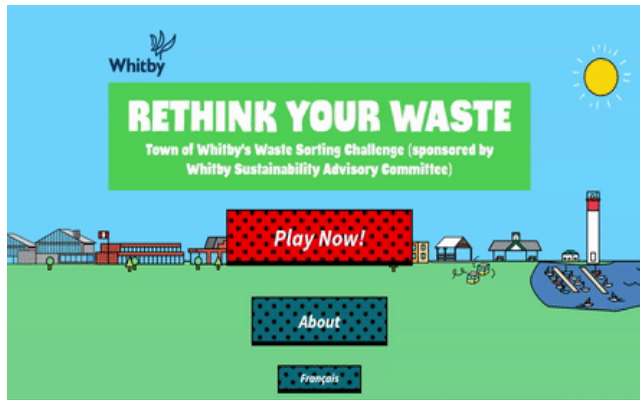 Whitby
RETHINK YOUR WASTE
Town of Whitby's Waste Sorting Challenge (sponsored by
Whitby Sustainability Advisory Committee)
Play Now!
About
Français